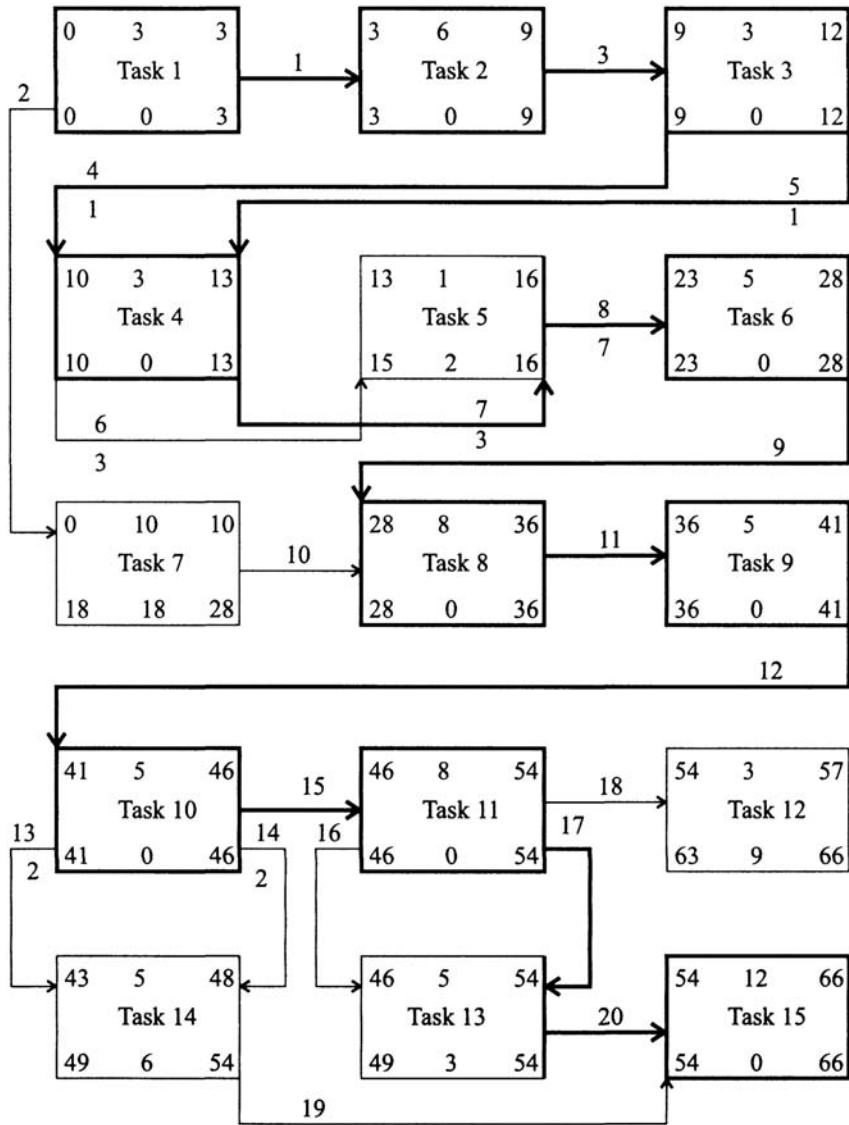 0 3 3 1 3 6 9 3 9 3 12
Task 1 Task 2 Task 3
2
0 0 3 3 0 9 9 0 12
4 5
1 1
10 3 13 13 1 16 8 23 5 28
Task 4 Task 5 Task 6
10 0 13 15 2 16 7 23 0 28
6 7
3 3 9
0 10 10 10 28 8 36 11 36 5 41
Task 7 Task 8 Task 9
18 18 28 28 0 36 36 0 41
12
41 5 46 15 46 8 54 18 54 3 57
Task 10 Task 11 Task 12
13 14 16 17
41 0 46 46 0 54 63 9 66
2 2
43 5 48 46 5 54 54 12 66
Task 14 Task 13 20 Task 15
49 6 54 49 3 54 54 0 66
19